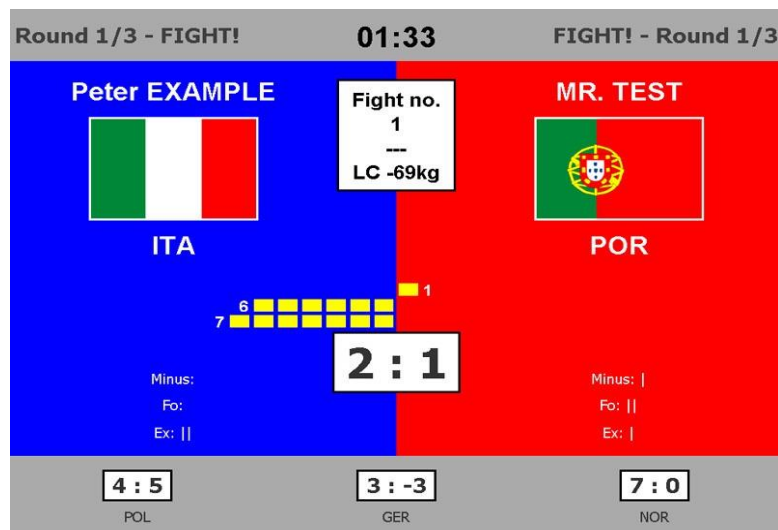 Round 1/3 - FIGHT!
01:33
FIGHT! - Round 1/3
Peter EXAMPLE
Fight no.
1
---
LC -69kg
MR. TEST
ITA
POR
1
6
7
2 : 1
Minus:
Fo:
Ex: ||
Minus: |
Fo: ||
Ex: |
4 : 5
POL
3 : -3
GER
7 : 0
NOR